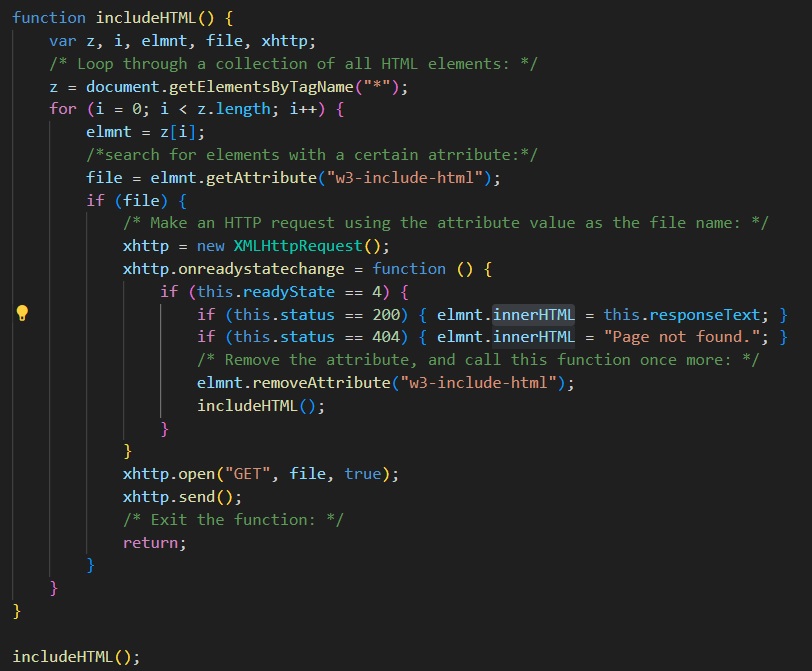 function includeHTML() {
    var z, i, elmnt, file, xhttp;
    /* Loop through a collection of all HTML elements: */
    z = document.getElementsByTagName("*");
    for (i = 0; i < z.length; i++) {
        elmnt = z[i];
        /*search for elements with a certain atrribute:*/
        file = elmnt.getAttribute("w3-include-html");
        if (file) {
            /* Make an HTTP request using the attribute value as the file name: */
            xhttp = new XMLHttpRequest();
            xhttp.onreadystatechange = function () {
                if (this.readyState == 4) {
                    if (this.status == 200) { elmnt.innerHTML = this.responseText; }
                    if (this.status == 404) { elmnt.innerHTML = "Page not found."; }
                    /* Remove the attribute, and call this function once more: */
                    elmnt.removeAttribute("w3-include-html");
                    includeHTML();
                }
            }
            xhttp.open("GET", file, true);
            xhttp.send();
            /* Exit the function: */
            return;
        }
    }
}

includeHTML();